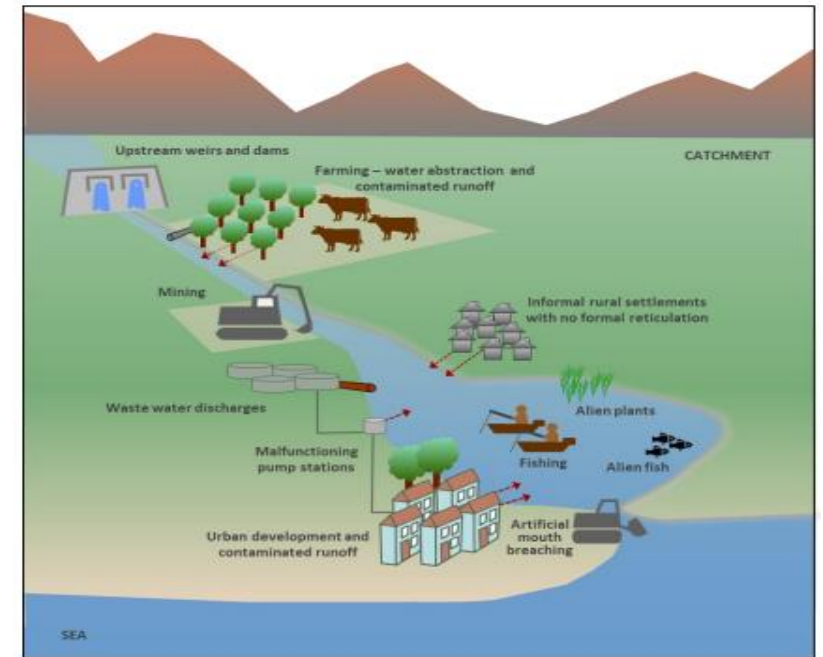 Upstream weirs and dams
CATCHMENT
Farming – water abstraction and
contaminated runoff
Mining
Informal rural settlements
with no formal reticulation
Waste water discharges
Alien plants
Malfunctioning
pump stations
Fishing
Alien fish
Urban development and
contaminated runoff
Artificial
mouth
breaching
SEA